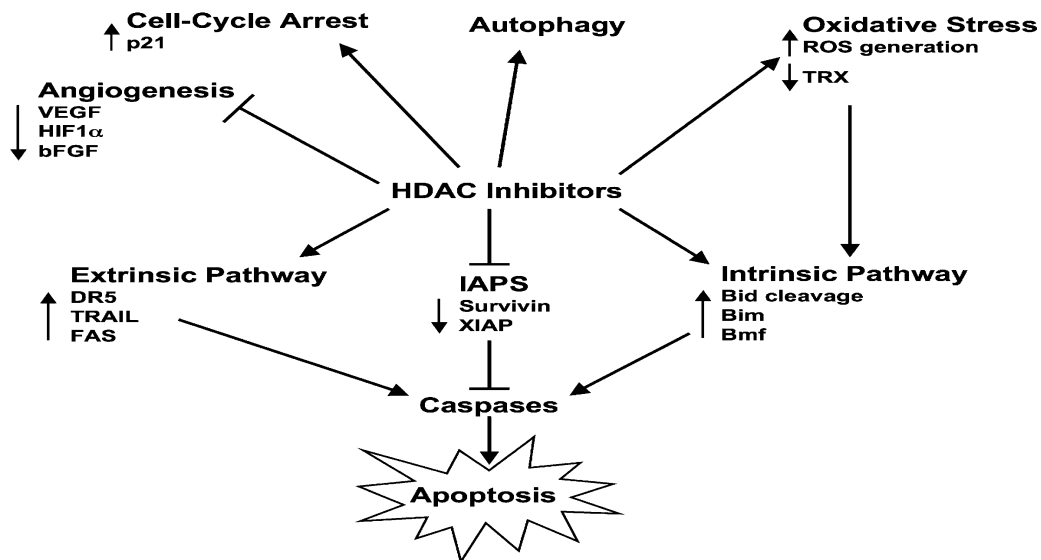 Cell-Cycle Arrest
p21
Autophagy
Oxidative Stress
ROS generation
TRX
Angiogenesis
VEGF
HIF1α
bFGF
HDAC Inhibitors
Extrinsic Pathway
DR5
TRAIL
FAS
IAPS
Survivin
XIAP
Intrinsic Pathway
Bid cleavage
Bim
Bmf
Caspases
Apoptosis